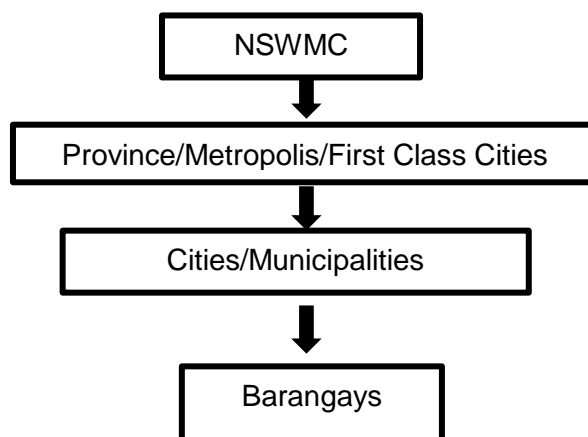 NSWMC
Province/Metropolis/First Class Cities
Cities/Municipalities
Barangays